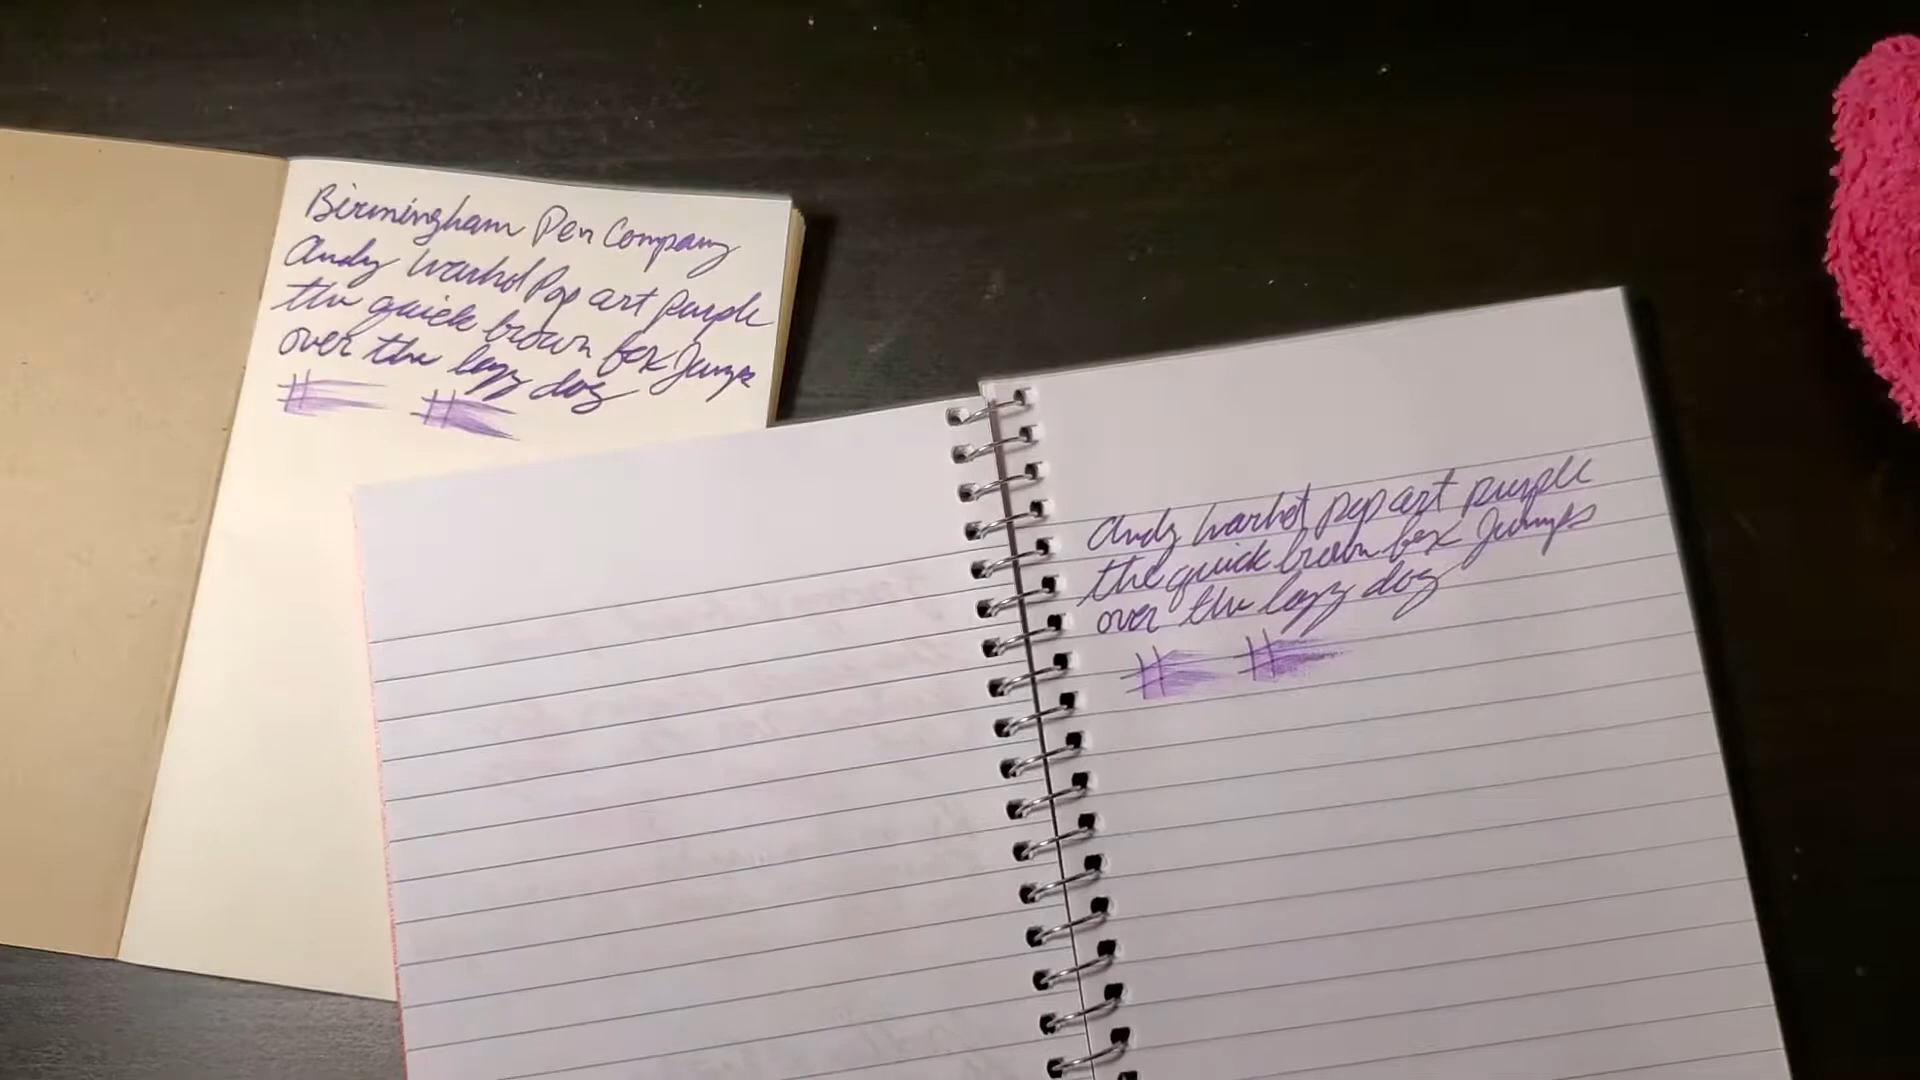 Birmingham Pen Company
Andy Warhol Pop art purple
the quick brown fox Jumps
over the lazy dog
Andy Warhol pop art purple
the quick brown fox Jumps
over the lazy dog